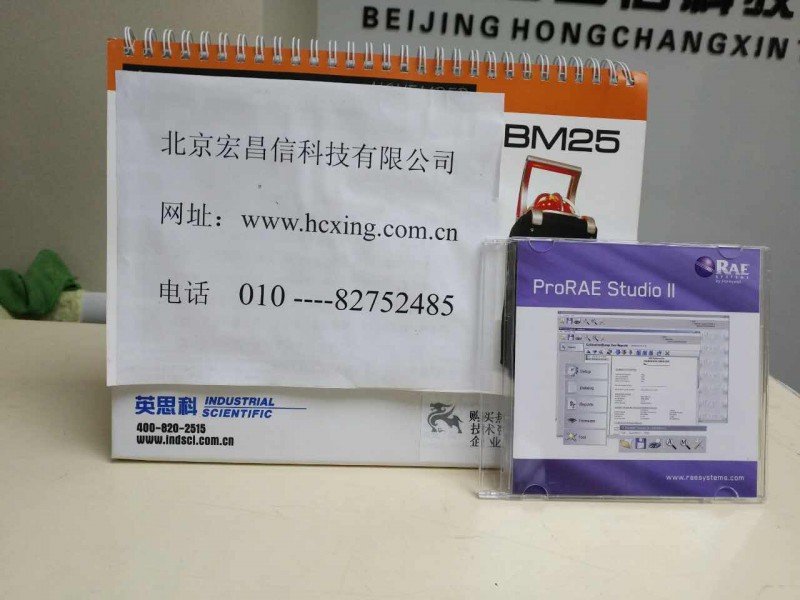 BEIJING HONGCHANGXIN
北京宏昌信科技有限公司
网址：www.hcxing.com.cn
电话 010 ----82752485
BM25
英思科 INDUSTRIAL SCIENTIFIC
400-820-2515
www.indsci.com.cn
RAE
SYSTEMS
ProRAE Studio II
www.raesystems.com